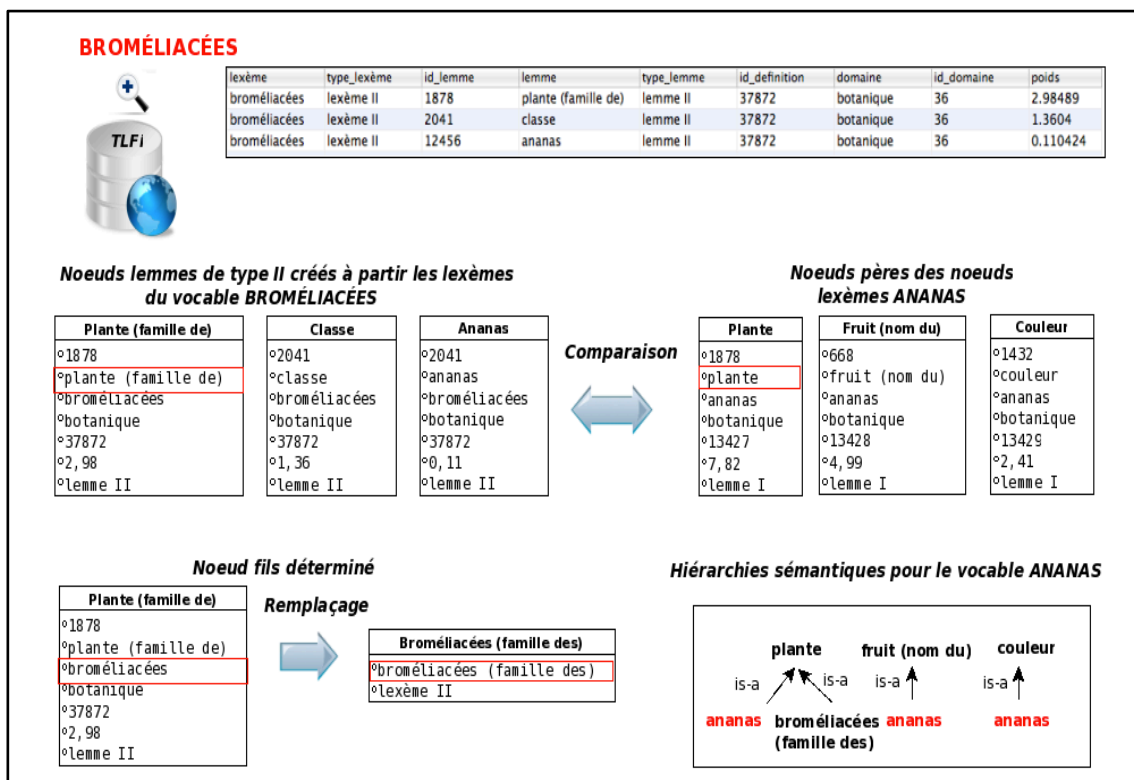 BROMÉLIACÉES
TLFi
lexème type_lexème id_lemme lemme type_lemme id_definition domaine id_domaine poids
broméliacées lexème II 1878 plante (famille de) lemme II 37872 botanique 36 2.98489
broméliacées lexème II 2041 classe lemme II 37872 botanique 36 1.3604
broméliacées lexème II 12456 ananas lemme II 37872 botanique 36 0.110424
Noeuds lemmes de type II créés à partir les lexèmes
du vocable BROMÉLIACÉES
Plante (famille de)
°1878
°plante (famille de)
°broméliacées
°botanique
°37872
°2,98
°lemme II
Classe
°2041
°classe
°broméliacées
°botanique
°37872
°1,36
°lemme II
Ananas
°2041
°ananas
°broméliacées
°botanique
°37872
°0,11
°lemme II
Comparaison
Noeuds pères des noeuds
lexèmes ANANAS
Plante
°1878
°plante
°ananas
°botanique
°13427
°7,82
°lemme I
Fruit (nom du)
°668
°fruit (nom du)
°ananas
°botanique
°13428
°4,99
°lemme I
Couleur
°1432
°couleur
°ananas
°botanique
°13429
°2,41
°lemme I
Noeud fils déterminé
Plante (famille de)
°1878
°plante (famille de)
°broméliacées
°botanique
°37872
°2,98
°lemme II
Remplaçage
Broméliacées (famille des)
°broméliacées (famille des)
°lexème II
Hiérarchies sémantiques pour le vocable ANANAS
plante fruit (nom du) couleur
is-a is-a is-a is-a
ananas broméliacées ananas ananas
(famille des)